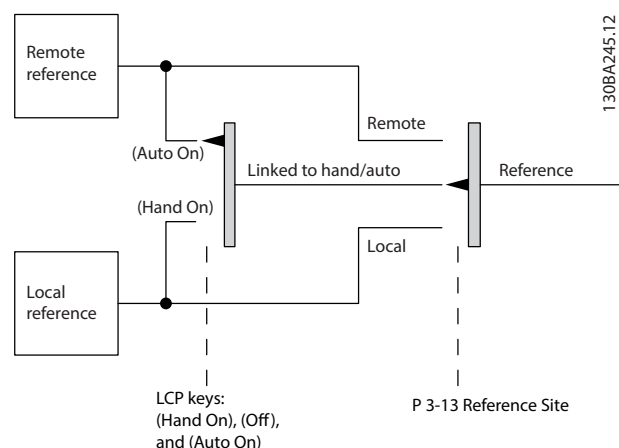 Remote
reference
130BA245.12
Remote
(Auto On)
Linked to hand/auto
Reference
(Hand On)
Local
Local
reference
LCP keys:
(Hand On), (Off),
and (Auto On)
P 3-13 Reference Site